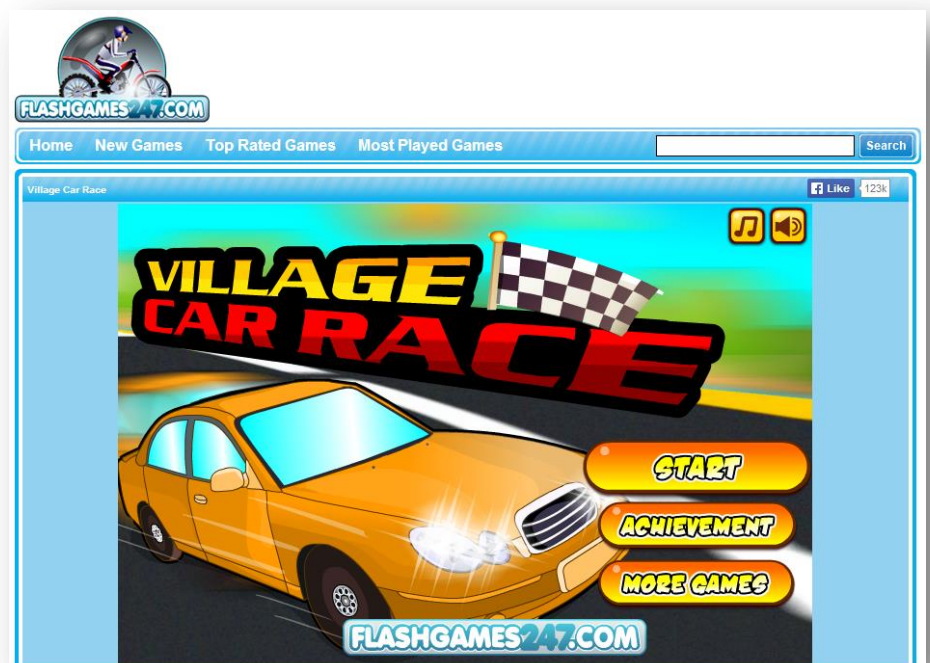 FLASHGAMES247.COM
Home New Games Top Rated Games Most Played Games Search
Village Car Race Like 123k
VILLAGE
CAR RACE
START
ACHIEVEMENT
MORE GAMES
FLASHGAMES247.COM